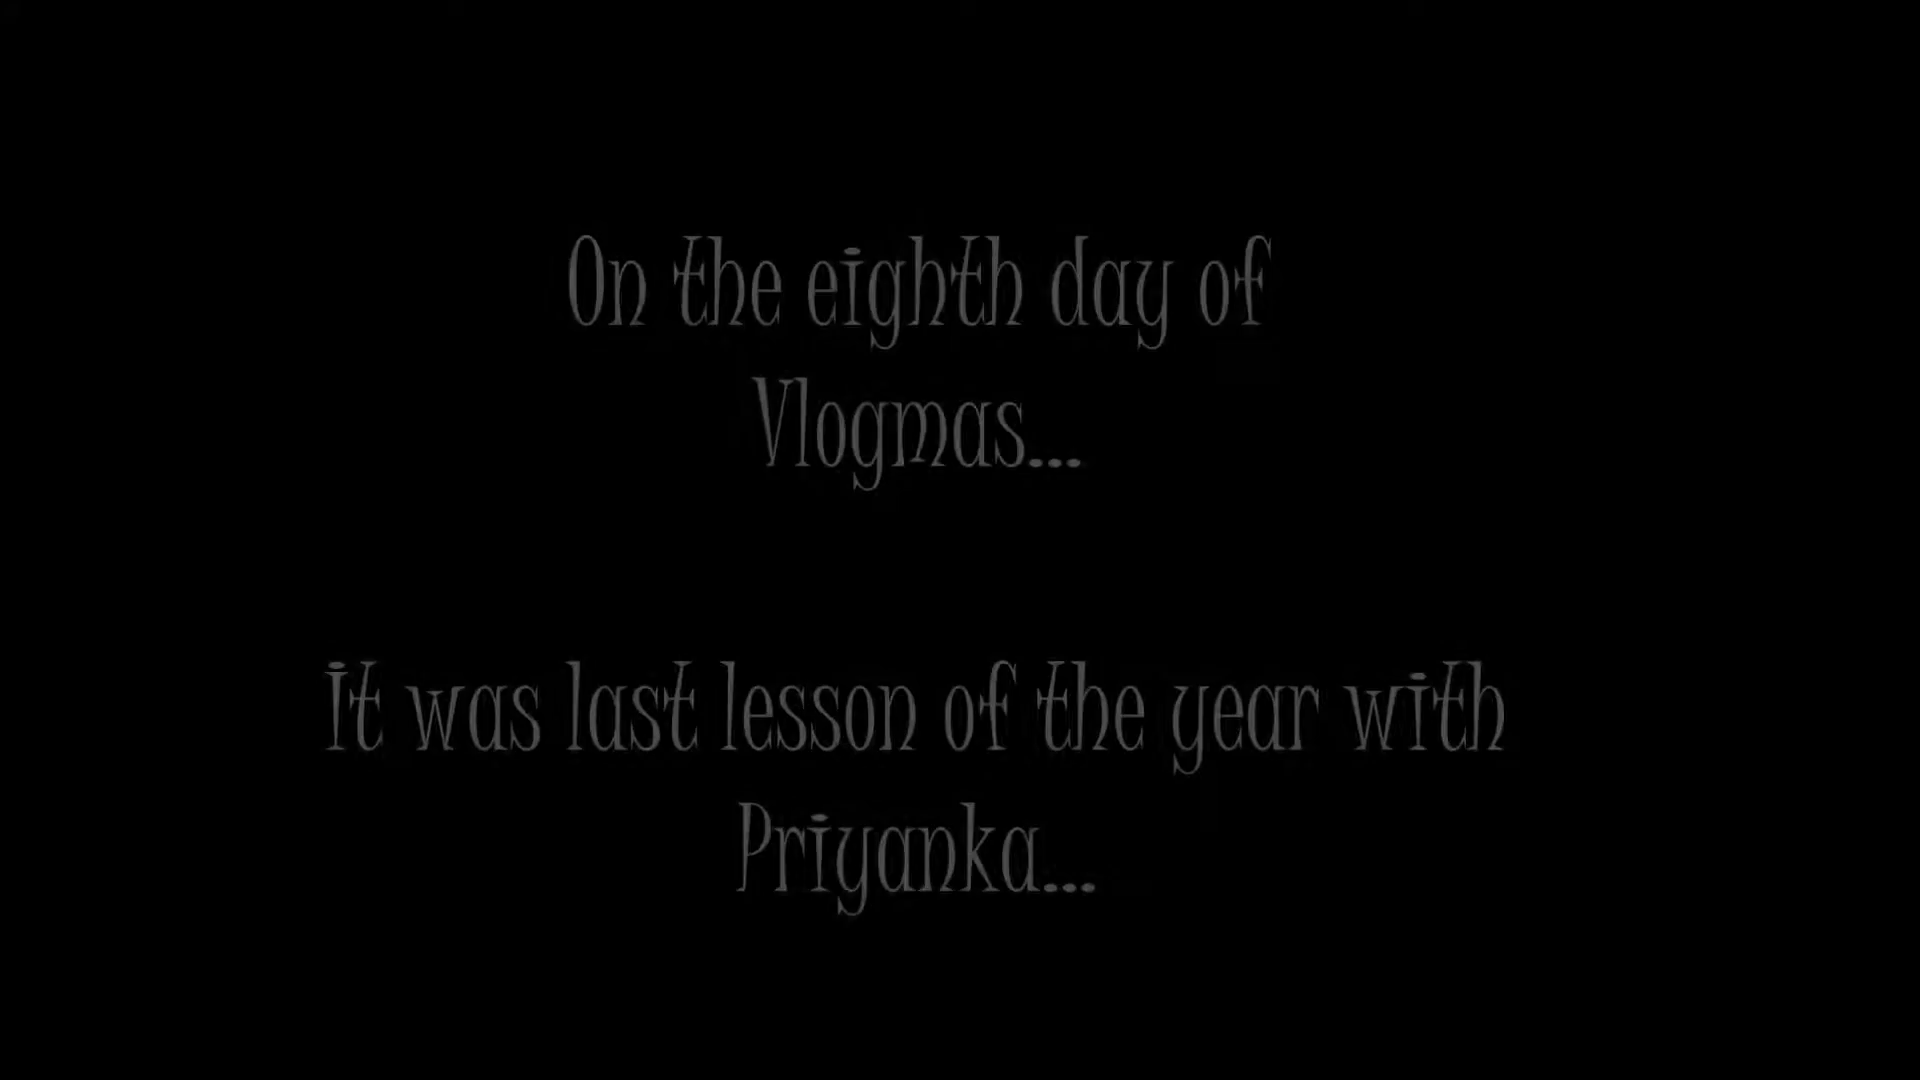 On the eighth day of
Vlogmas...
It was last lesson of the year with
Priyanka...